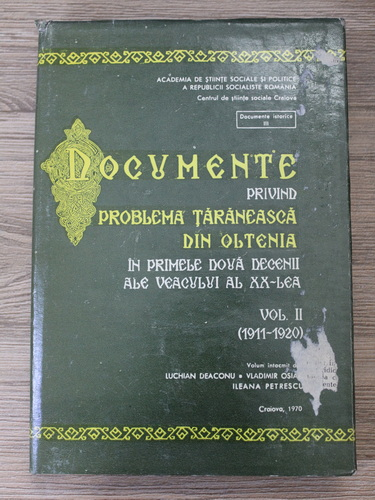 ACADEMIA DE ȘTIINȚE SOCIALE ȘI POLITICE
A REPUBLICII SOCIALISTE ROMÂNIA
Centrul de științe sociale Craiova
Documente istorice
III
DOCUMENTE
PRIVIND
PROBLEMA ȚĂRĂNEASCĂ
DIN OLTENIA
ÎN PRIMELE DOUĂ DECENII
ALE VEACULUI AL XX-LEA
VOL. II
(1911-1920)
Volum întocmit
LUCHIAN DEACONU • VLADIMIR
ILEANA PETRESCU
Craiova, 1970